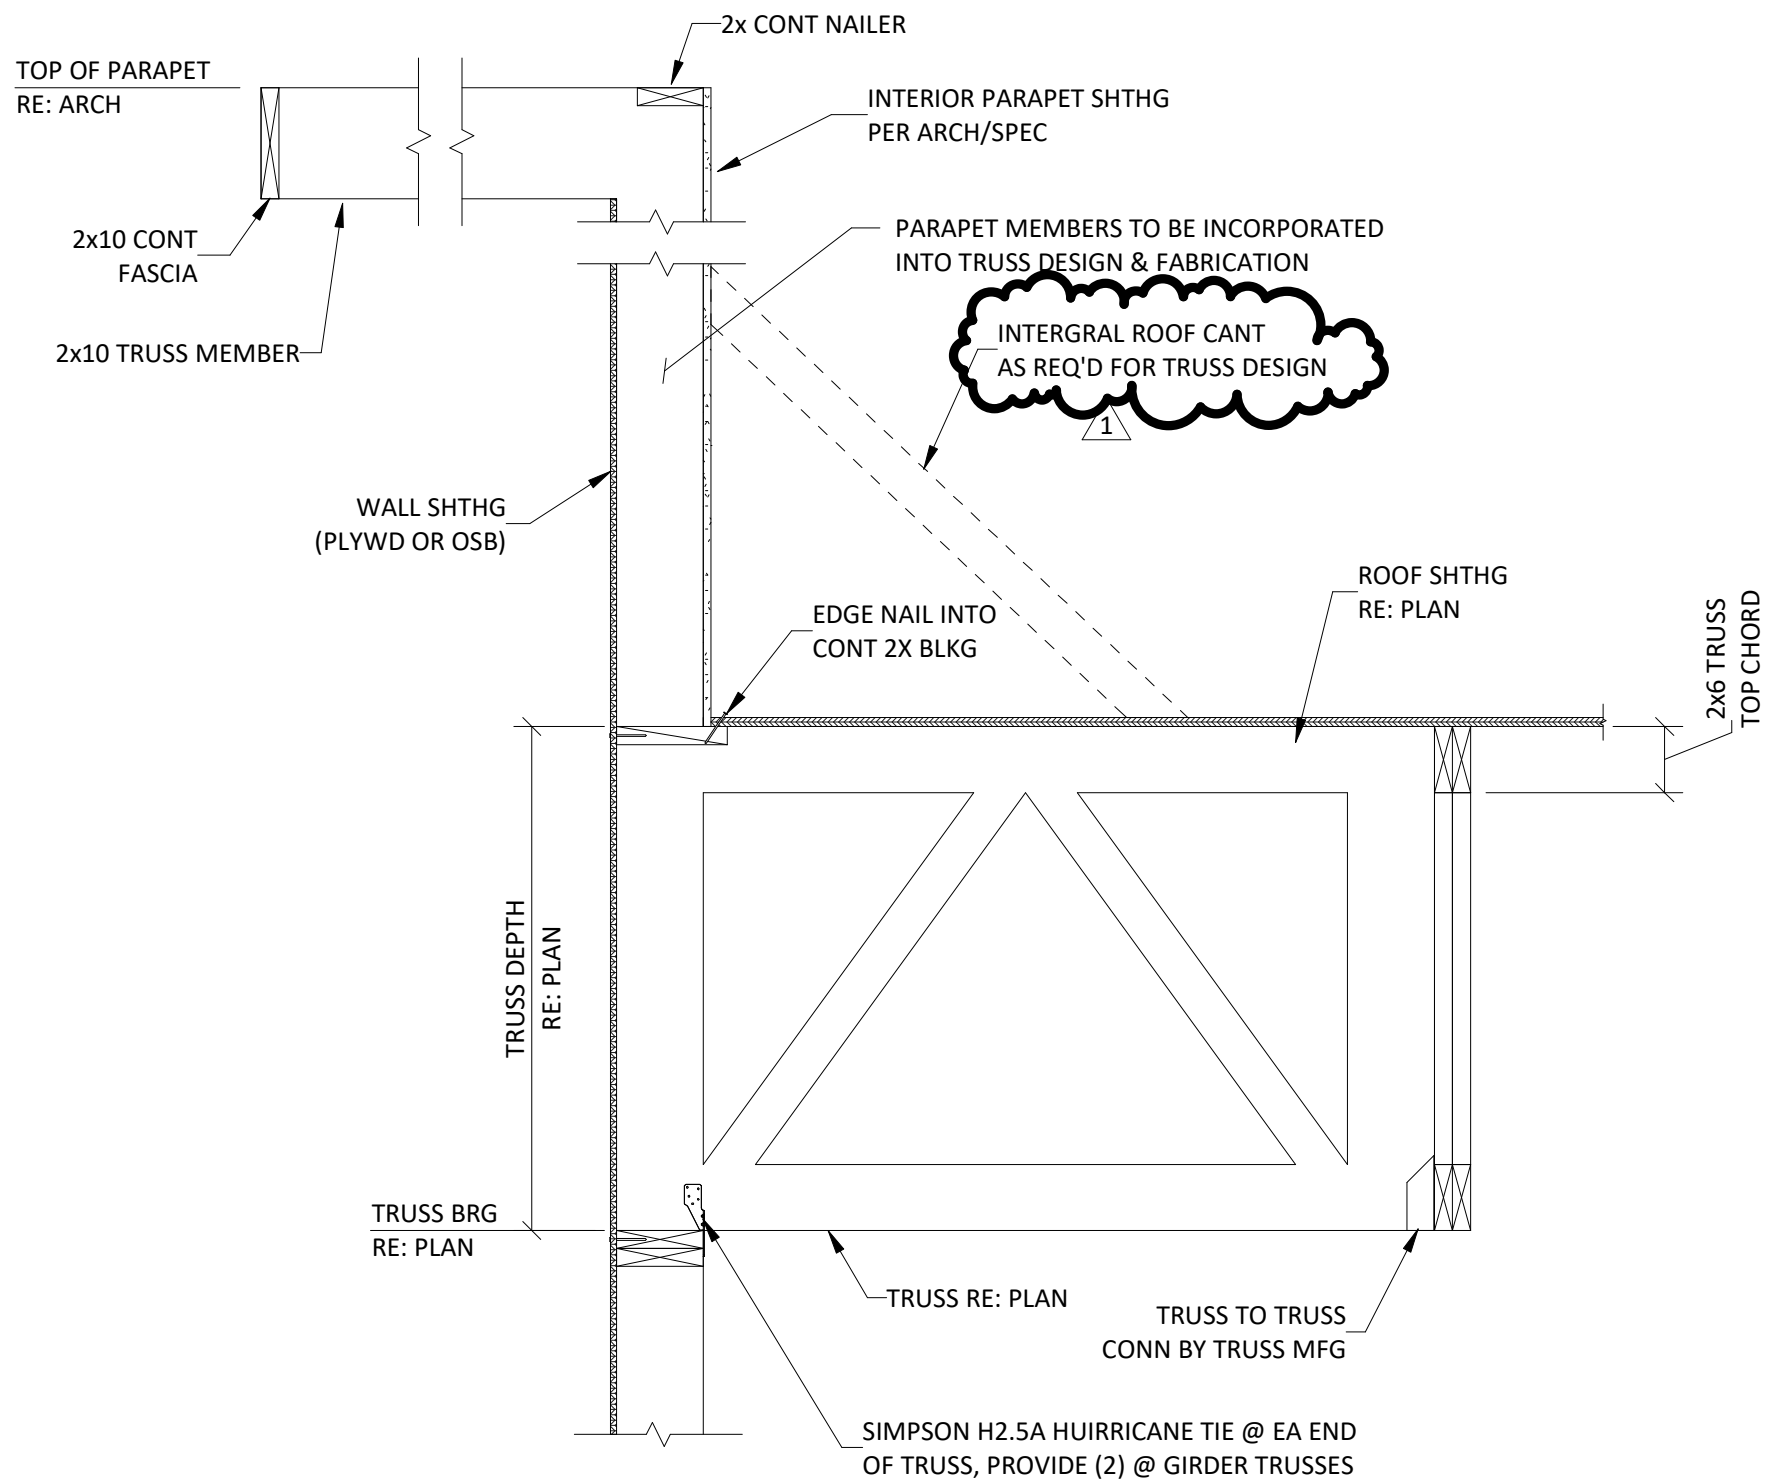 2x CONT NAILER
TOP OF PARAPET
RE: ARCH
INTERIOR PARAPET SHTHG
PER ARCH/SPEC
2x10 CONT
FASCIA
PARAPET MEMBERS TO BE INCORPORATED
INTO TRUSS DESIGN & FABRICATION
INTERGRAL ROOF CANT
AS REQ'D FOR TRUSS DESIGN
1
2x10 TRUSS MEMBER
WALL SHTHG
(PLYWD OR OSB)
EDGE NAIL INTO
CONT 2X BLKG
ROOF SHTHG
RE: PLAN
2x6 TRUSS
TOP CHORD
TRUSS DEPTH
RE: PLAN
TRUSS BRG
RE: PLAN
TRUSS RE: PLAN
TRUSS TO TRUSS
CONN BY TRUSS MFG
SIMPSON H2.5A HUIRRICANE TIE @ EA END
OF TRUSS, PROVIDE (2) @ GIRDER TRUSSES